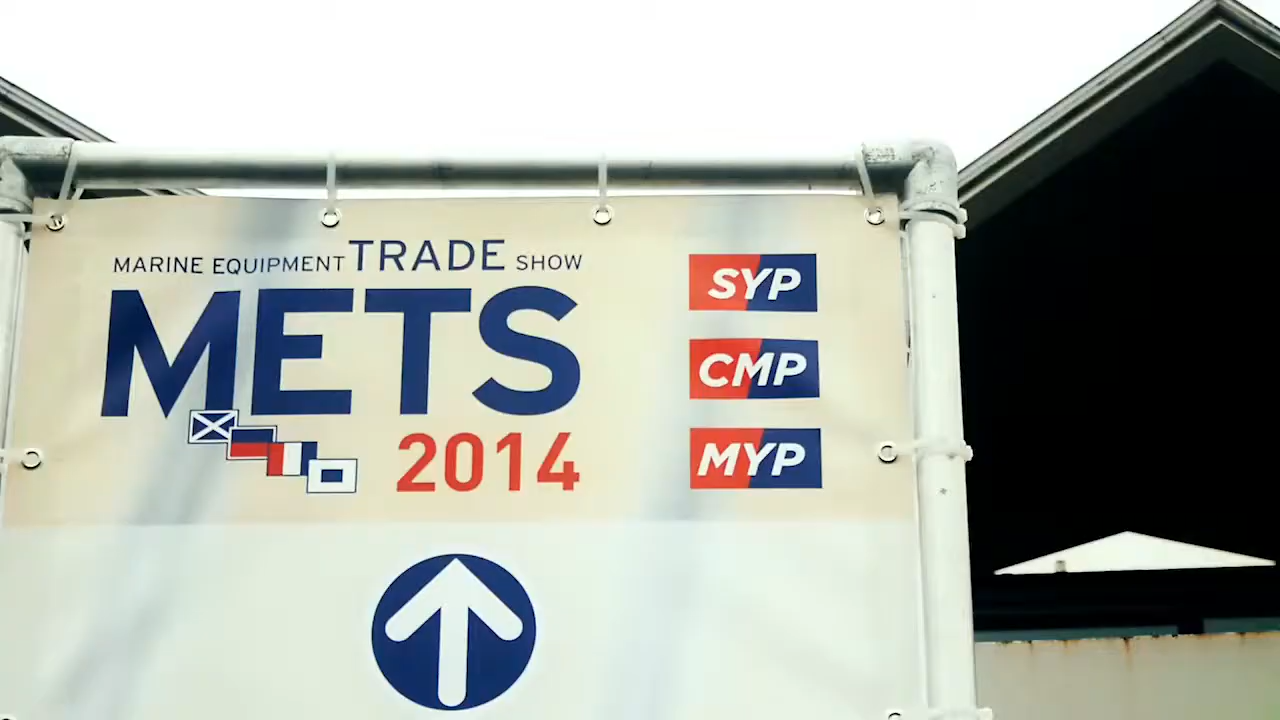 MARINE EQUIPMENT TRADE SHOW
METS
2014
SYP
CMP
MYP